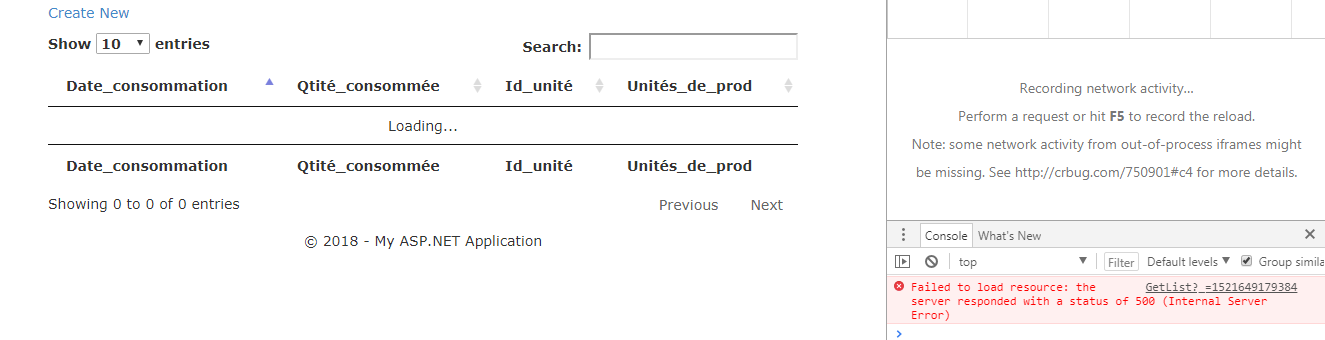 Create New
Show 10 entries
Search:
Date_consommation Qtité_consommée Id_unité Unités_de_prod
Loading...
Date_consommation Qtité_consommée Id_unité Unités_de_prod
Showing 0 to 0 of 0 entries
Previous Next
© 2018 - My ASP.NET Application
Recording network activity...
Perform a request or hit F5 to record the reload.
Note: some network activity from out-of-process iframes might
be missing. See http://crbug.com/750901#c4 for more details.
Console What's New
top Filter Default levels Group simila
Failed to load resource: the GetList?_=1521649179384
server responded with a status of 500 (Internal Server
Error)